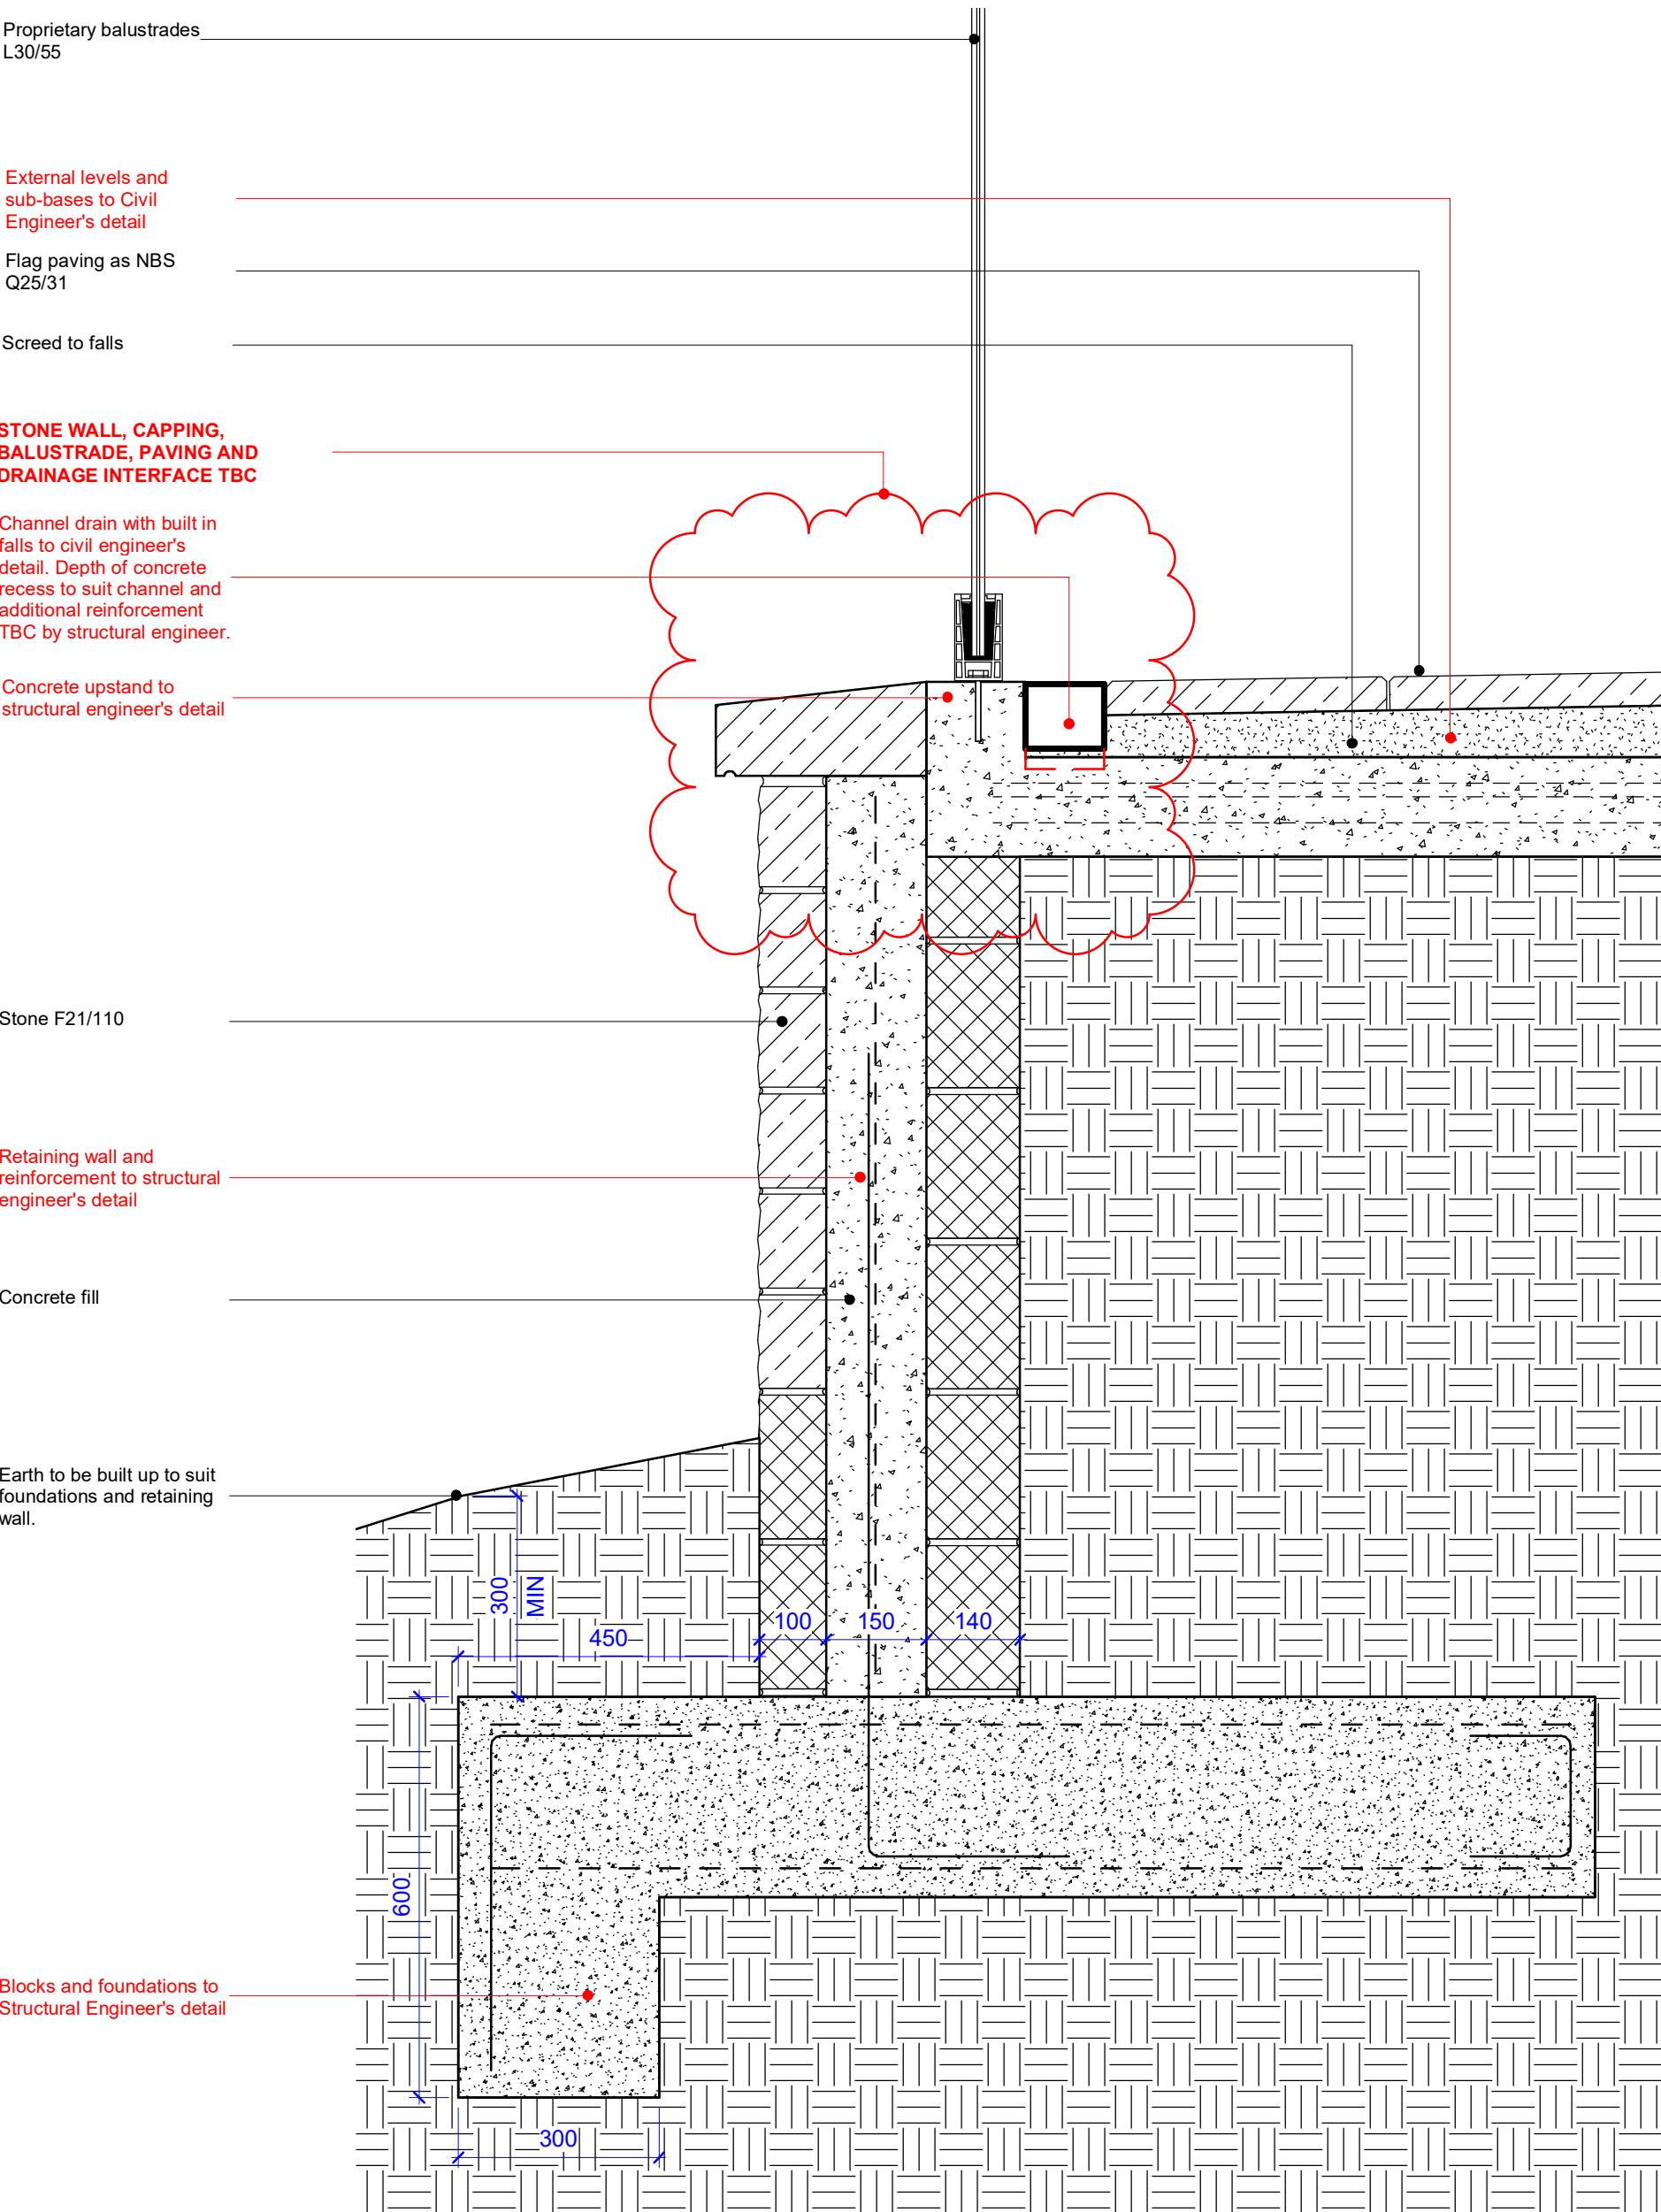 Proprietary balustrades
L30/55
External levels and
sub-bases to Civil
Engineer's detail
Flag paving as NBS
Q25/31
Screed to falls
STONE WALL, CAPPING,
BALUSTRADE, PAVING AND
DRAINAGE INTERFACE TBC
Channel drain with built in
falls to civil engineer's
detail. Depth of concrete
recess to suit channel and
additional reinforcement
TBC by structural engineer.
Concrete upstand to
structural engineer's detail
Stone F21/110
Retaining wall and
reinforcement to structural
engineer's detail
Concrete fill
Earth to be built up to suit
foundations and retaining
wall.
300
MIN
450
100
150
140
600
Blocks and foundations to
Structural Engineer's detail
300